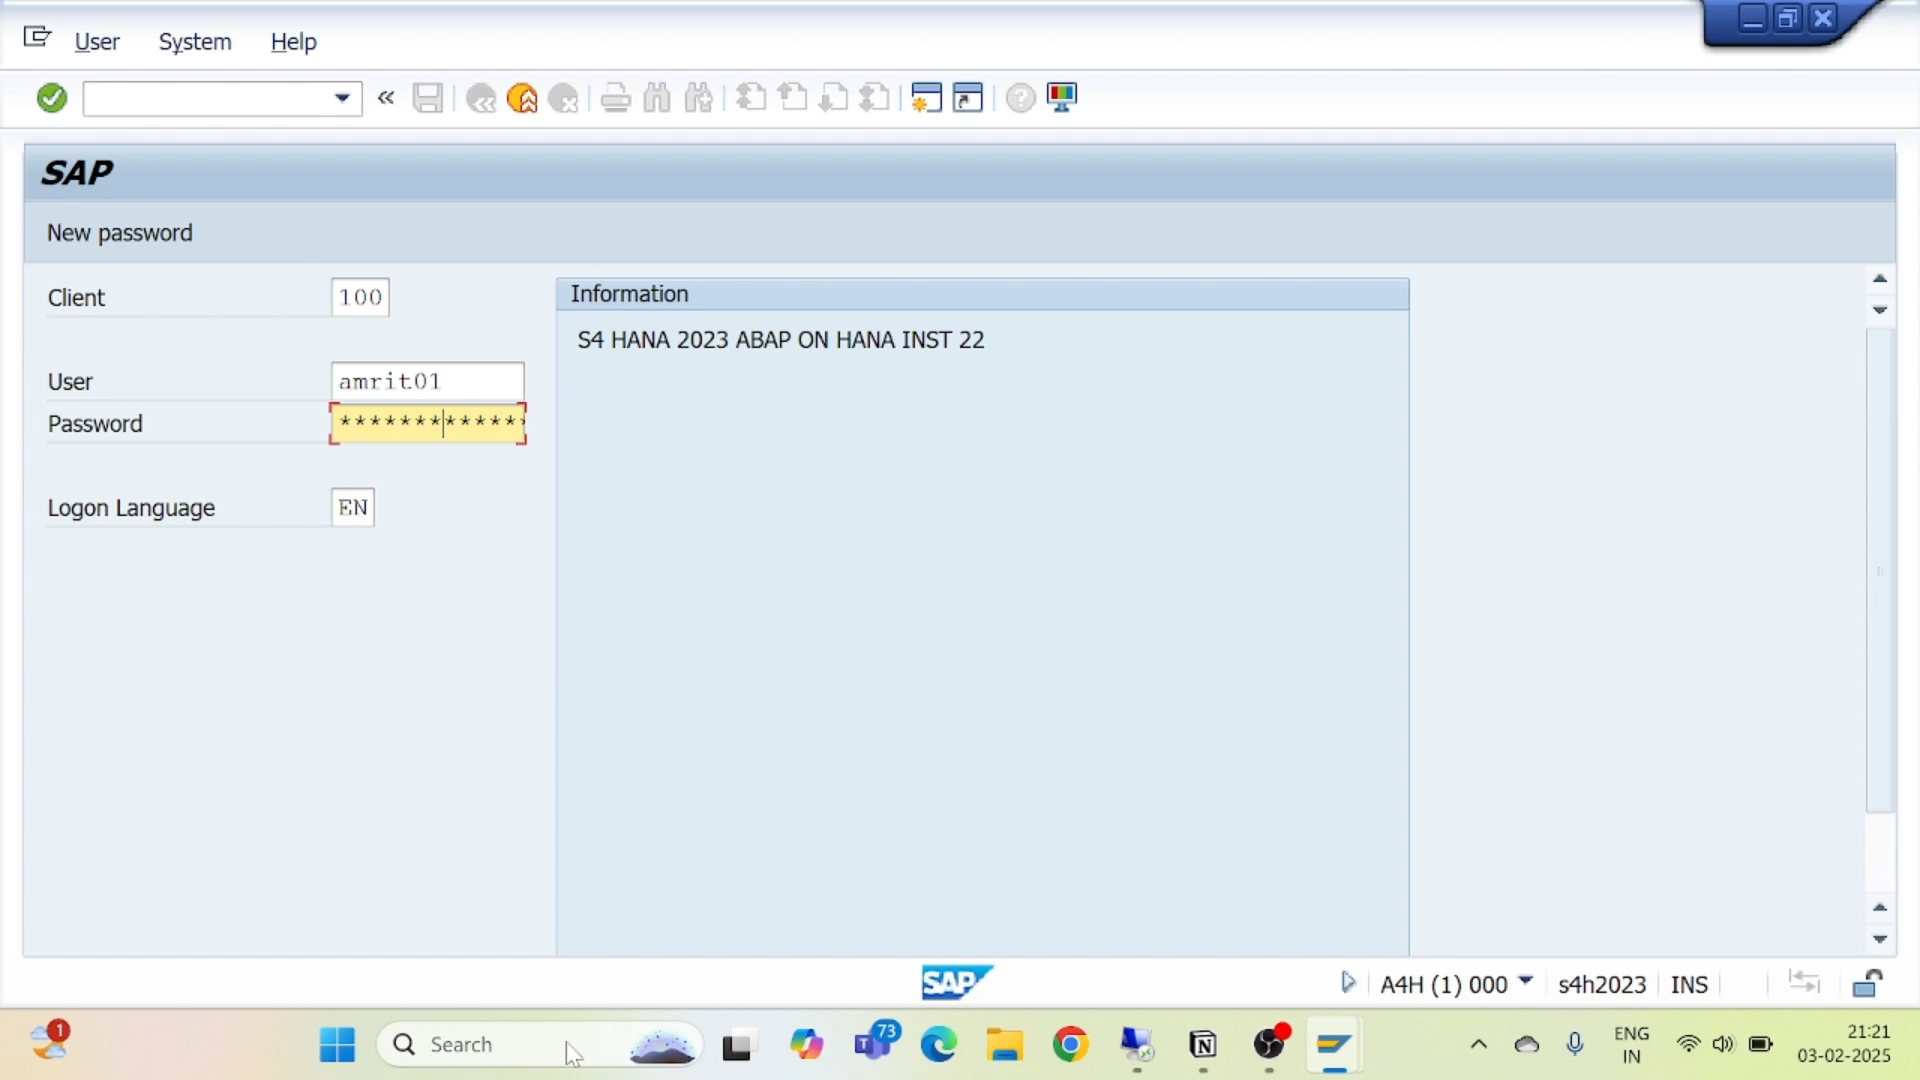 User System Help
SAP
New password
Client 100
Information
S4 HANA 2023 ABAP ON HANA INST 22
User amrit01
Password *************
Logon Language EN
SAP
A4H (1) 000 s4h2023 INS
1
Search
73
T
N
ENG
IN
21:21
03-02-2025